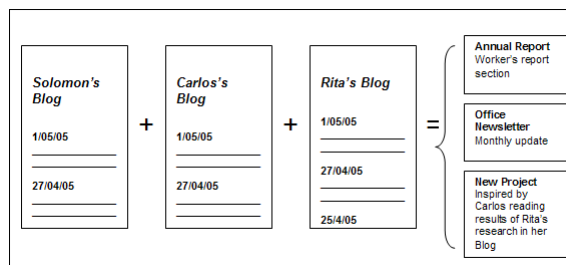 Solomon's
Blog
1/05/05
27/04/05
+
Carlos's
Blog
1/05/05
27/04/05
+
Rita's Blog
1/05/05
27/04/05
25/4/05
=
Annual Report
Worker's report
section
Office
Newsletter
Monthly update
New Project
Inspired by
Carlos reading
results of Rita's
research in her
Blog